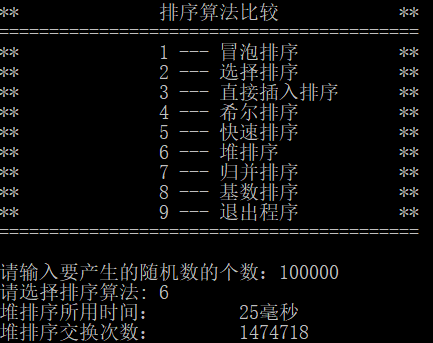 ** 排序算法比较 **
==========================================
** 1 --- 冒泡排序 **
** 2 --- 选择排序 **
** 3 --- 直接插入排序 **
** 4 --- 希尔排序 **
** 5 --- 快速排序 **
** 6 --- 堆排序 **
** 7 --- 归并排序 **
** 8 --- 基数排序 **
** 9 --- 退出程序 **
==========================================
请输入要产生的随机数的个数：100000
请选择排序算法: 6
堆排序所用时间： 25毫秒
堆排序交换次数： 1474718